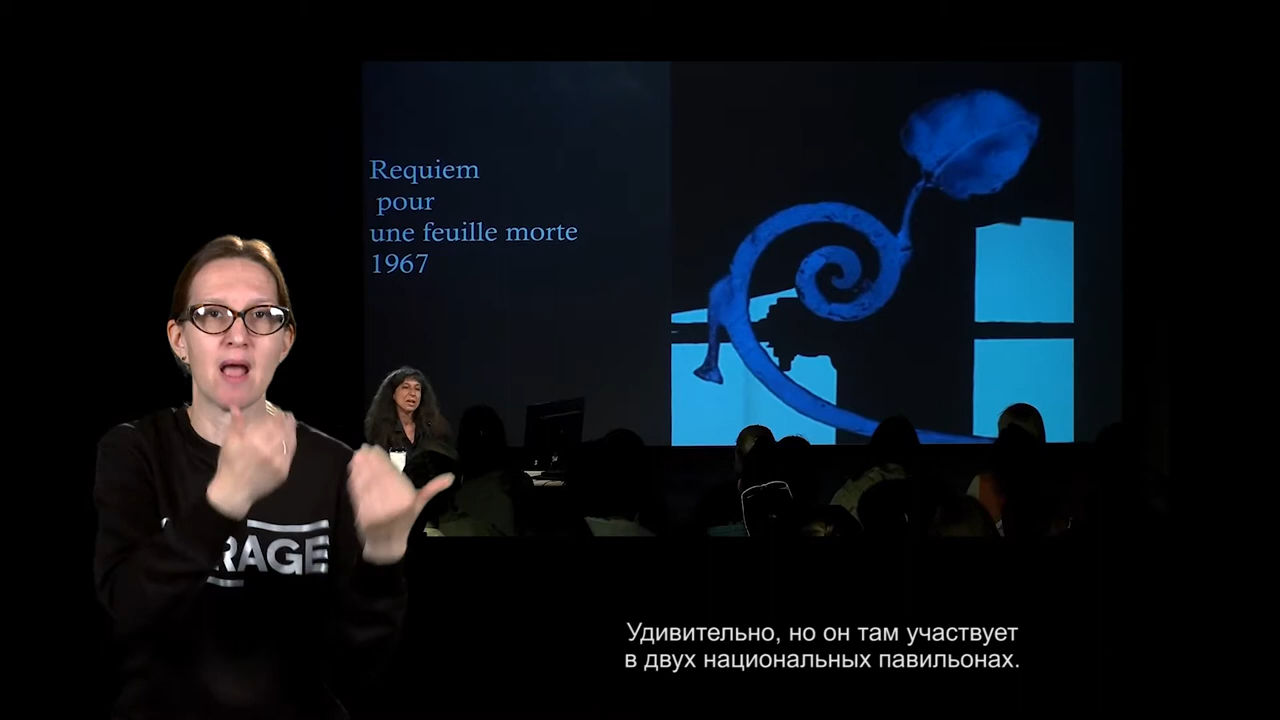 Requiem
pour
une feuille morte
1967
RAGE
Удивительно, но он там участвует
в двух национальных павильонах.